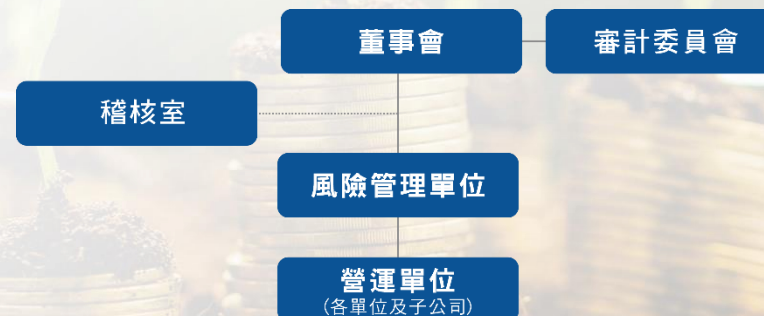 董事會
審計委員會
稽核室
風險管理單位
營運單位
(各單位及子公司)